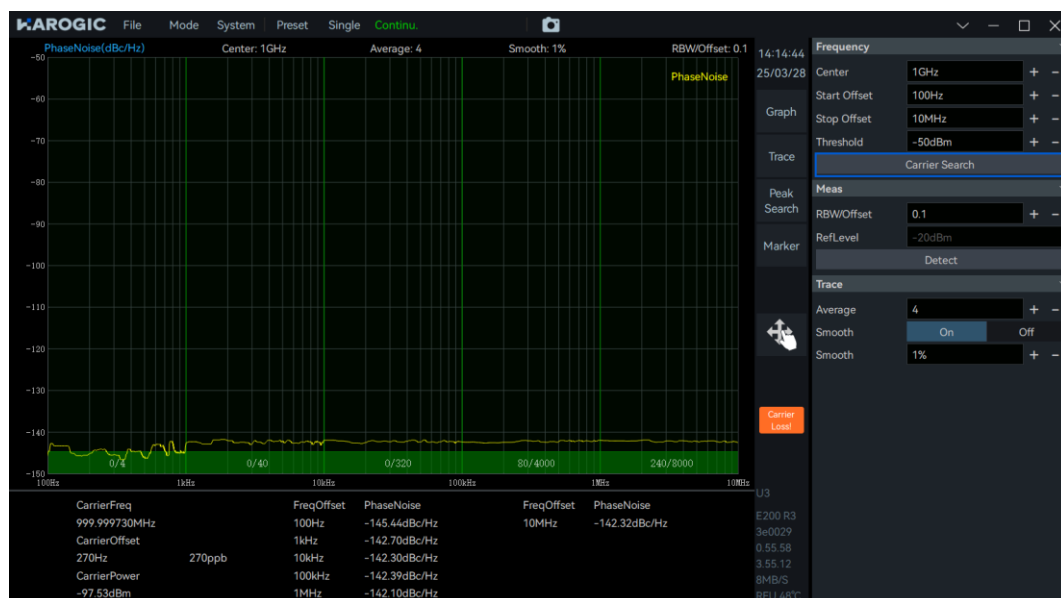 HAROGIC File Mode System Preset Single Continu.
PhaseNoise(dBc/Hz) Center: 1GHz Average: 4 Smooth: 1% RBW/Offset: 0.1
PhaseNoise
-50
-60
-70
-80
-90
-100
-110
-120
-130
-140
-150
0/4 0/40 0/320 80/4000 240/8000
100Hz 1kHz 10kHz 100kHz 1MHz 10MHz
CarrierFreq FreqOffset PhaseNoise FreqOffset PhaseNoise
999.999730MHz 100Hz -145.44dBc/Hz 10MHz -142.32dBc/Hz
CarrierOffset 1kHz -142.70dBc/Hz
270Hz 270ppb 10kHz -142.30dBc/Hz
CarrierPower 100kHz -142.39dBc/Hz
-97.53dBm 1MHz -142.10dBc/Hz
14:14:44
25/03/28
Graph
Trace
Peak
Search
Marker
Carrier
Loss!
U3
E200 R3
3e0029
0.55.58
3.55.12
8MB/S
48°C
Frequency
Center 1GHz + -
Start Offset 100Hz + -
Stop Offset 10MHz + -
Threshold -50dBm + -
Carrier Search
Meas
RBW/Offset 0.1 + -
RefLevel -20dBm
Detect
Trace
Average 4 + -
Smooth On Off
Smooth 1% + -